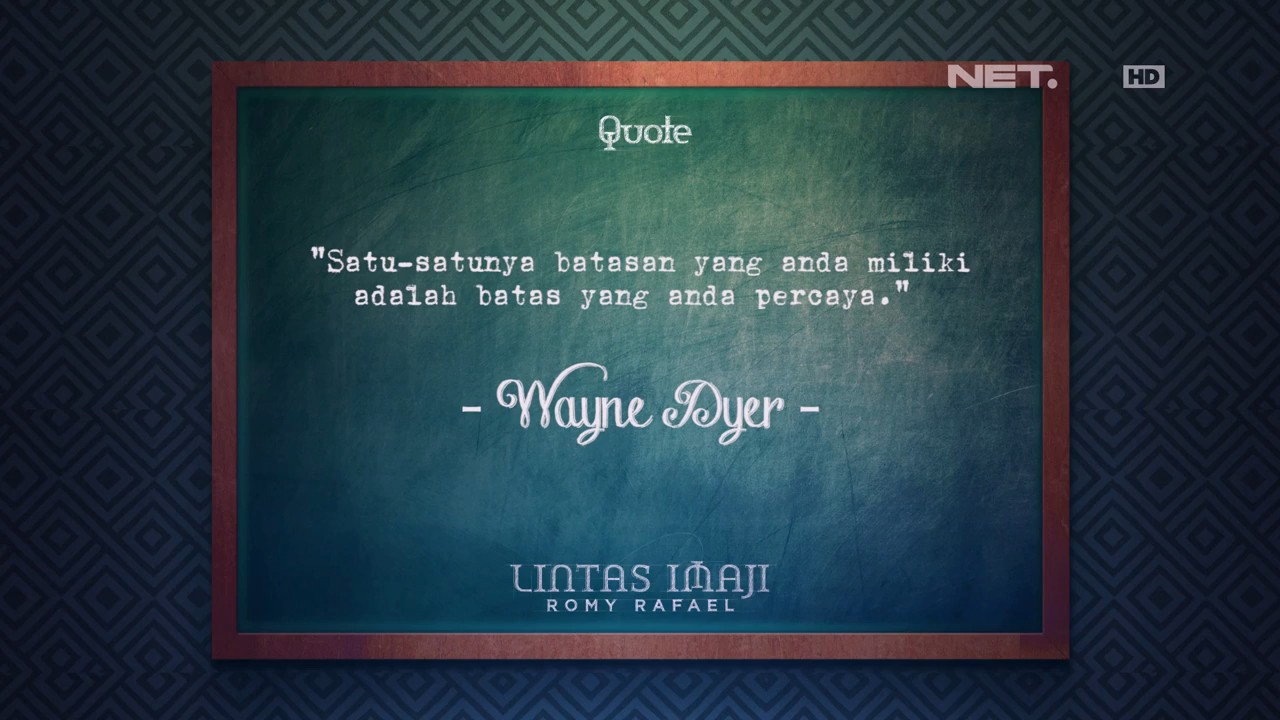 NET. HD
Quote
"Satu-satunya batasan yang anda miliki
adalah batas yang anda percaya."
- Wayne Dyer -
LINTAS IMAJI
ROMY RAFAEL